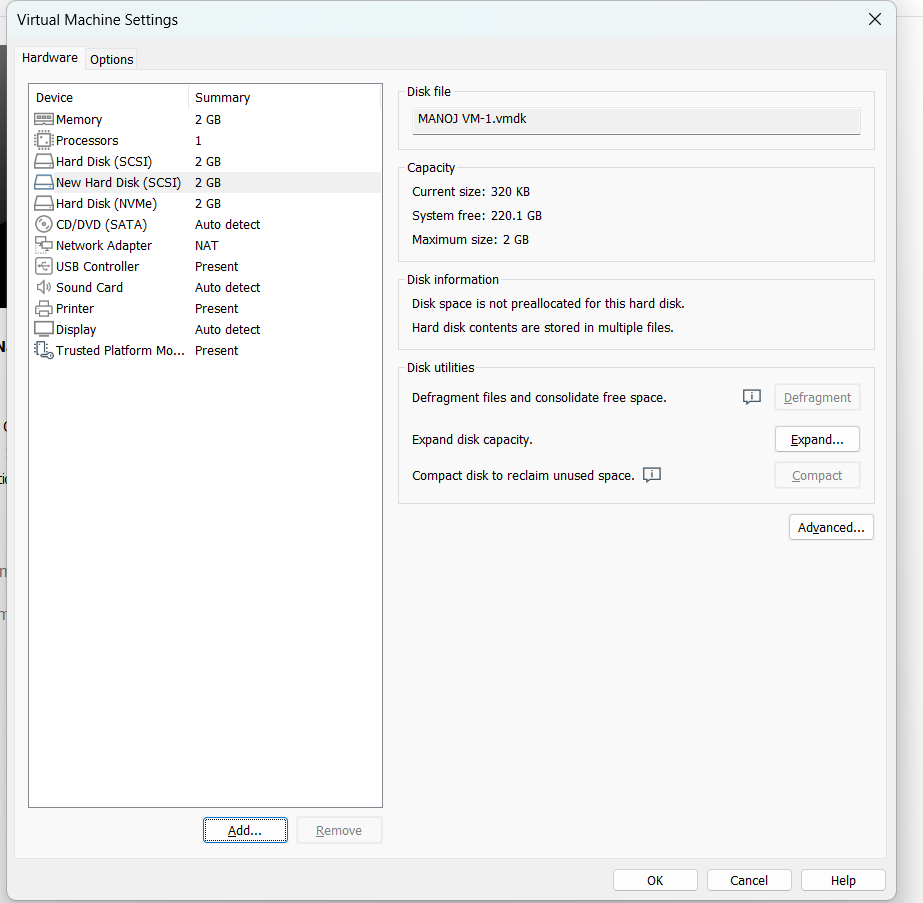 Virtual Machine Settings
Hardware Options
Device Summary
Memory 2 GB
Processors 1
Hard Disk (SCSI) 2 GB
New Hard Disk (SCSI) 2 GB
Hard Disk (NVMe) 2 GB
CD/DVD (SATA) Auto detect
Network Adapter NAT
USB Controller Present
Sound Card Auto detect
Printer Present
Display Auto detect
Trusted Platform Mo... Present
Add... Remove
Disk file
MANOJ VM-1.vmdk
Capacity
Current size: 320 KB
System free: 220.1 GB
Maximum size: 2 GB
Disk information
Disk space is not preallocated for this hard disk.
Hard disk contents are stored in multiple files.
Disk utilities
Defragment files and consolidate free space. Defragment
Expand disk capacity. Expand...
Compact disk to reclaim unused space. Compact
Advanced...
OK Cancel Help